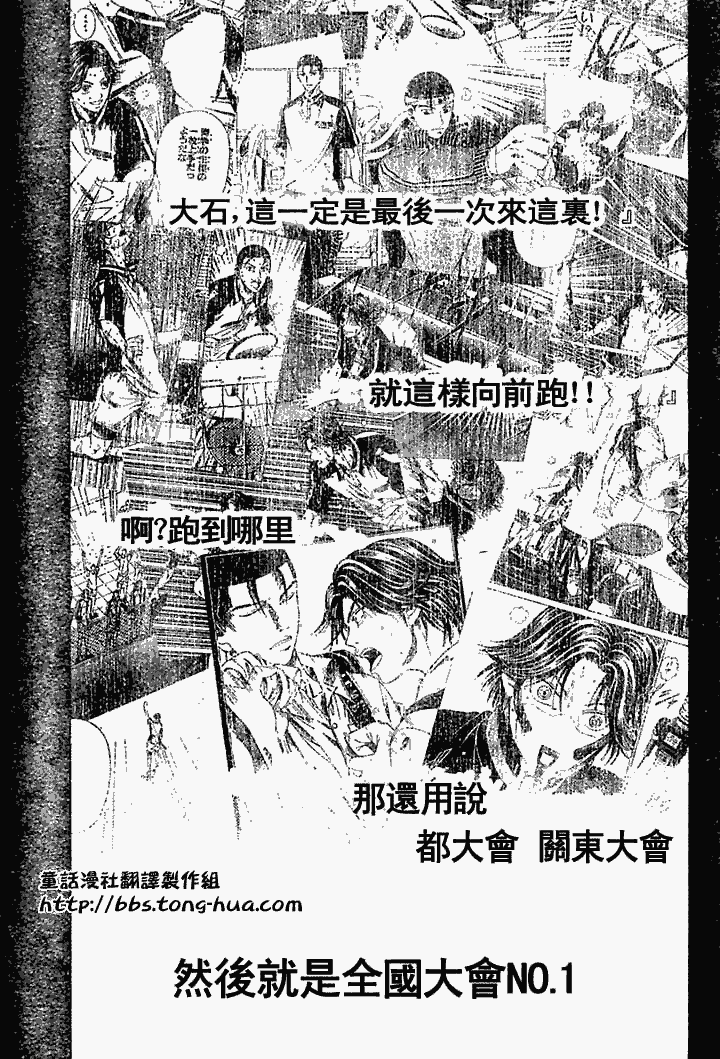 大石,這一定是最後一次來這裏! 』
就這樣向前跑!! 』
啊?跑到哪里
那還用說
都大會 關東大會
童話漫社翻譯製作組
http://bbs.tong-hua.com
然後就是全國大會NO.1